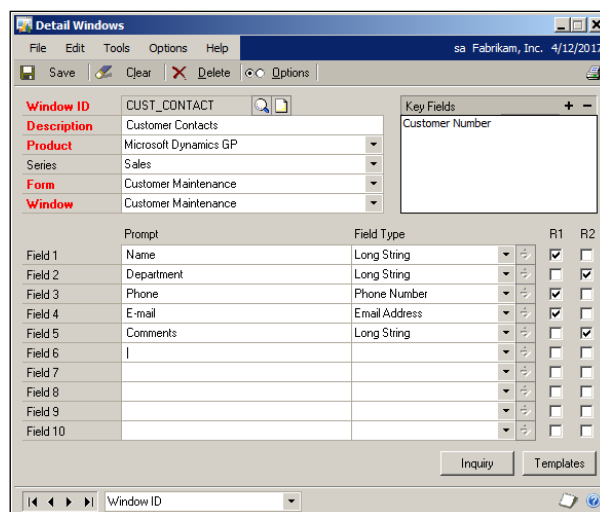 Detail Windows
File Edit Tools Options Help sa Fabrikam, Inc. 4/12/2017
Save Clear Delete Options
Window ID CUST_CONTACT Key Fields
Description Customer Contacts Customer Number
Product Microsoft Dynamics GP
Series Sales
Form Customer Maintenance
Window Customer Maintenance
Prompt Field Type R1 R2
Field 1 Name Long String
Field 2 Department Long String
Field 3 Phone Phone Number
Field 4 E-mail Email Address
Field 5 Comments Long String
Field 6
Field 7
Field 8
Field 9
Field 10
Inquiry Templates
Window ID